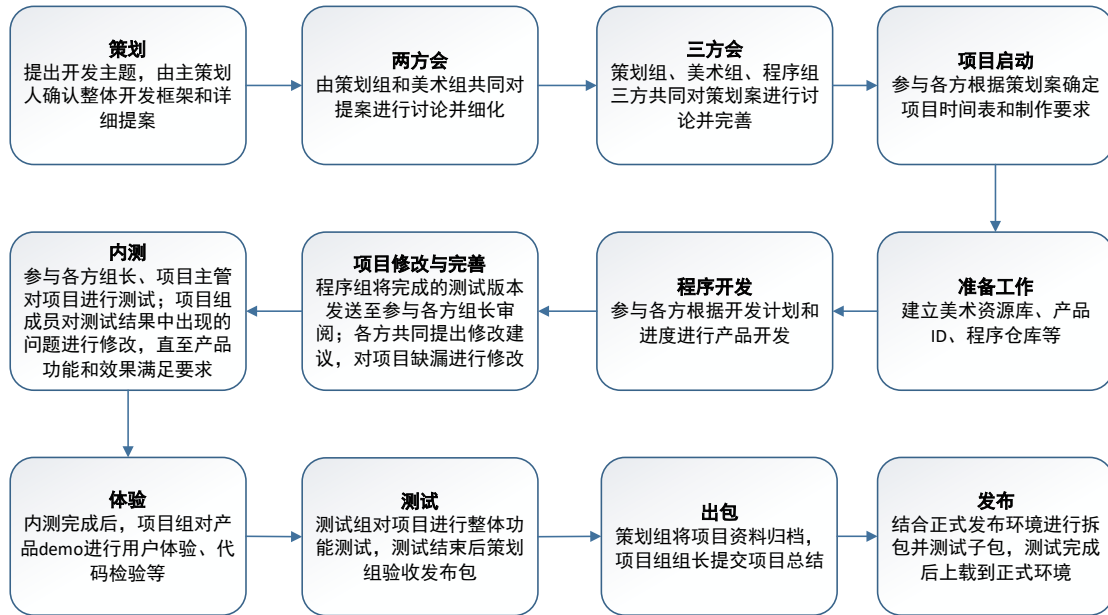 策划
提出开发主题，由主策划
人确认整体开发框架和详
细提案
两方会
由策划组和美术组共同对
提案进行讨论并细化
三方会
策划组、美术组、程序组
三方共同对策划案进行讨
论并完善
项目启动
参与各方根据策划案确定
项目时间表和制作要求
准备工作
建立美术资源库、产品
ID、程序仓库等
程序开发
参与各方根据开发计划和
进度进行产品开发
项目修改与完善
程序组将完成的测试版本
发送至参与各方组长审
阅；各方共同提出修改建
议，对项目缺漏进行修改
内测
参与各方组长、项目主管
对项目进行测试；项目组
成员对测试结果中出现的
问题进行修改，直至产品
功能和效果满足要求
体验
内测完成后，项目组对产
品demo进行用户体验、代
码检验等
测试
测试组对项目进行整体功
能测试，测试结束后策划
组验收发布包
出包
策划组将项目资料归档，
项目组组长提交项目总结
发布
结合正式发布环境进行拆
包并测试子包，测试完成
后上载到正式环境